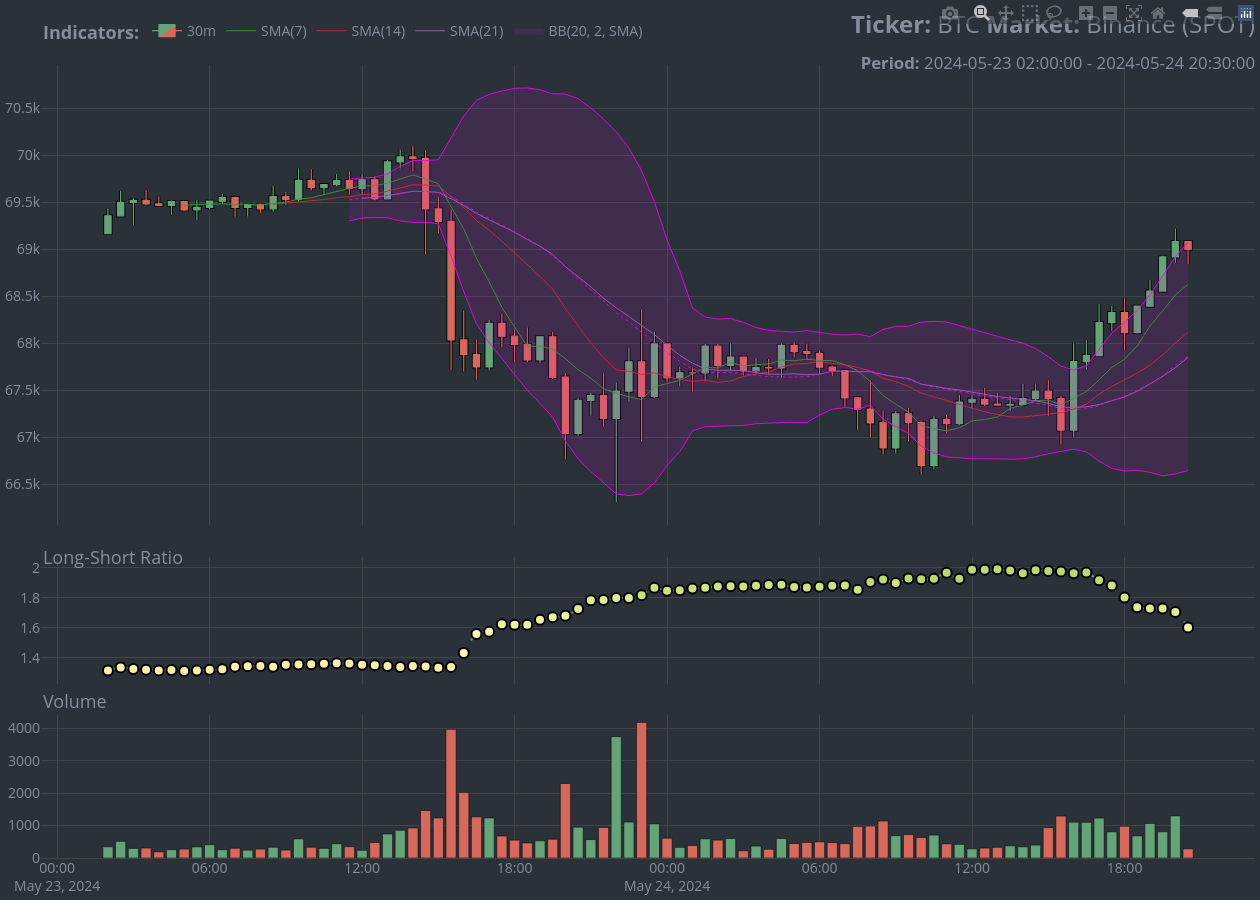 Indicators: 30m SMA(7) SMA(14) SMA(21) BB(20, 2, SMA)
Ticker: BTC Market: Binance (SPOT)
Period: 2024-05-23 02:00:00 - 2024-05-24 20:30:00
70.5k
70k
69.5k
69k
68.5k
68k
67.5k
67k
66.5k
Long-Short Ratio
2
1.8
1.6
1.4
Volume
4000
3000
2000
1000
0
00:00 06:00 12:00 18:00 00:00 06:00 12:00 18:00
May 23, 2024 May 24, 2024